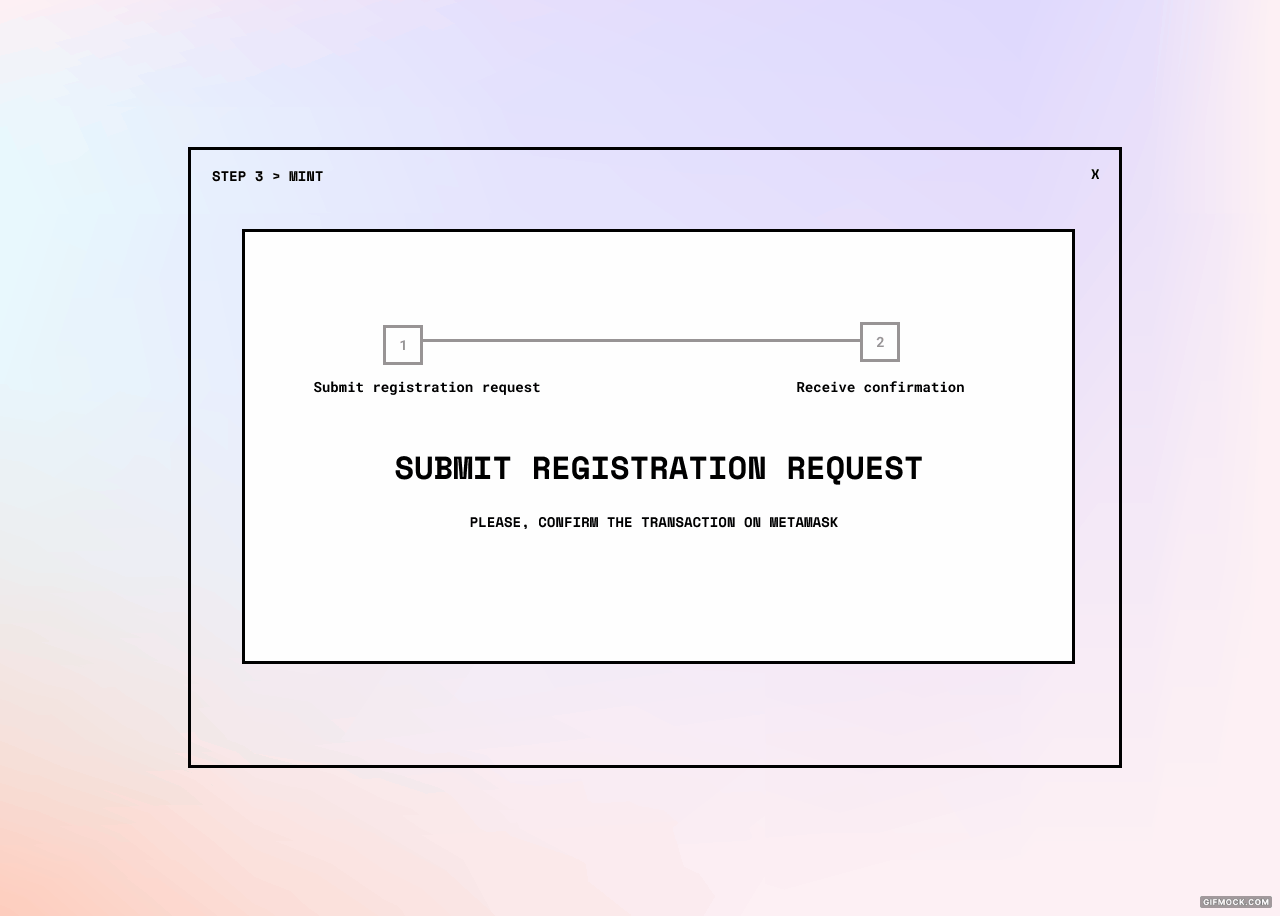 STEP 3 > MINT
X
1
2
Submit registration request
Receive confirmation
SUBMIT REGISTRATION REQUEST
PLEASE, CONFIRM THE TRANSACTION ON METAMASK
GIFMOCK.COM